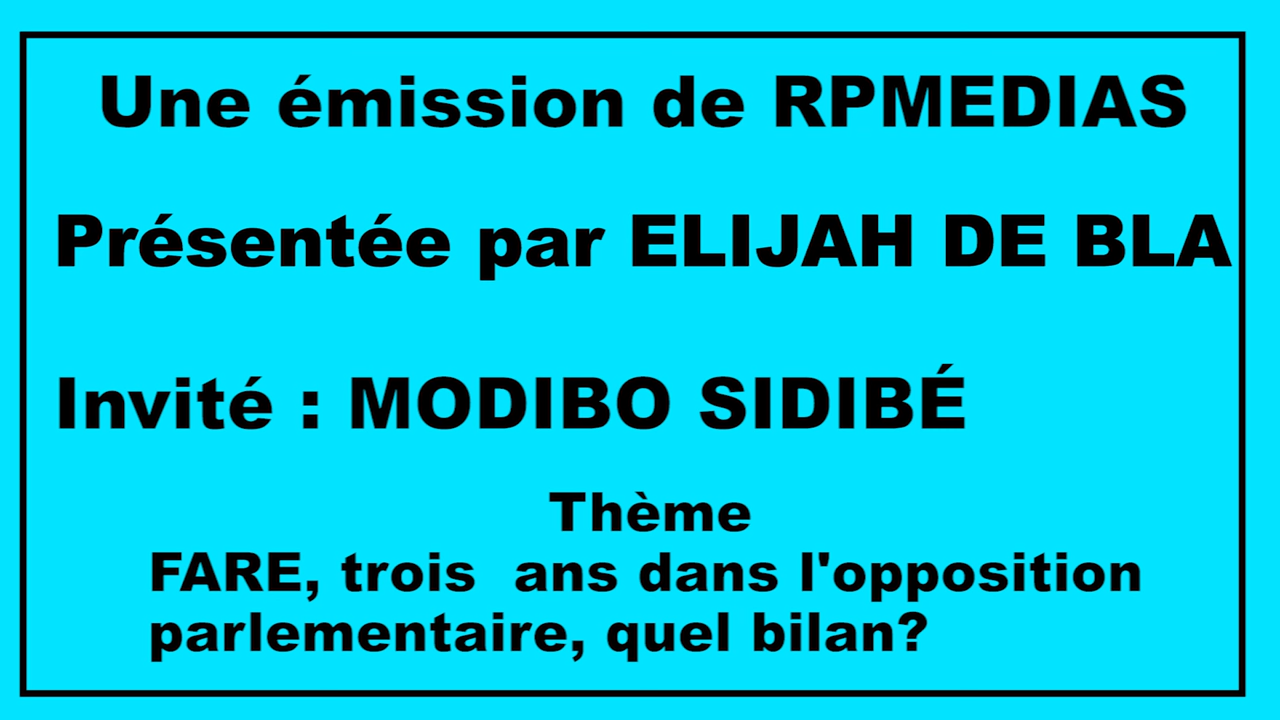 Une émission de RPMEDIAS
Présentée par ELIJAH DE BLA
Invité : MODIBO SIDIBÉ
Thème
FARE, trois  ans dans l'opposition
parlementaire, quel bilan?